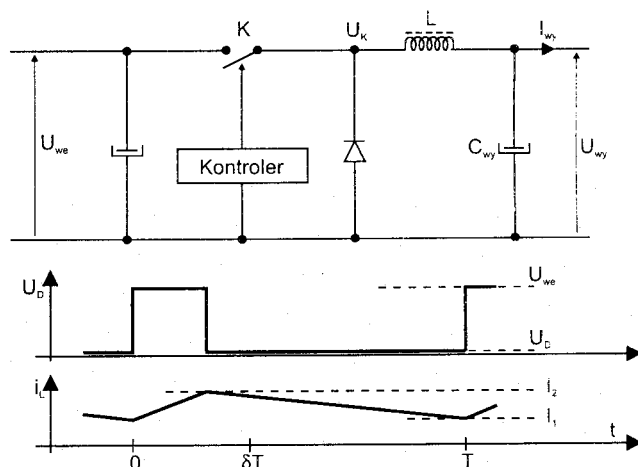 K
U_K
L
I_wy
U_we
Kontroler
C_wy
U_wy
U_D
U_we
U_D
i_L
I_2
I_1
t
0
δT
T